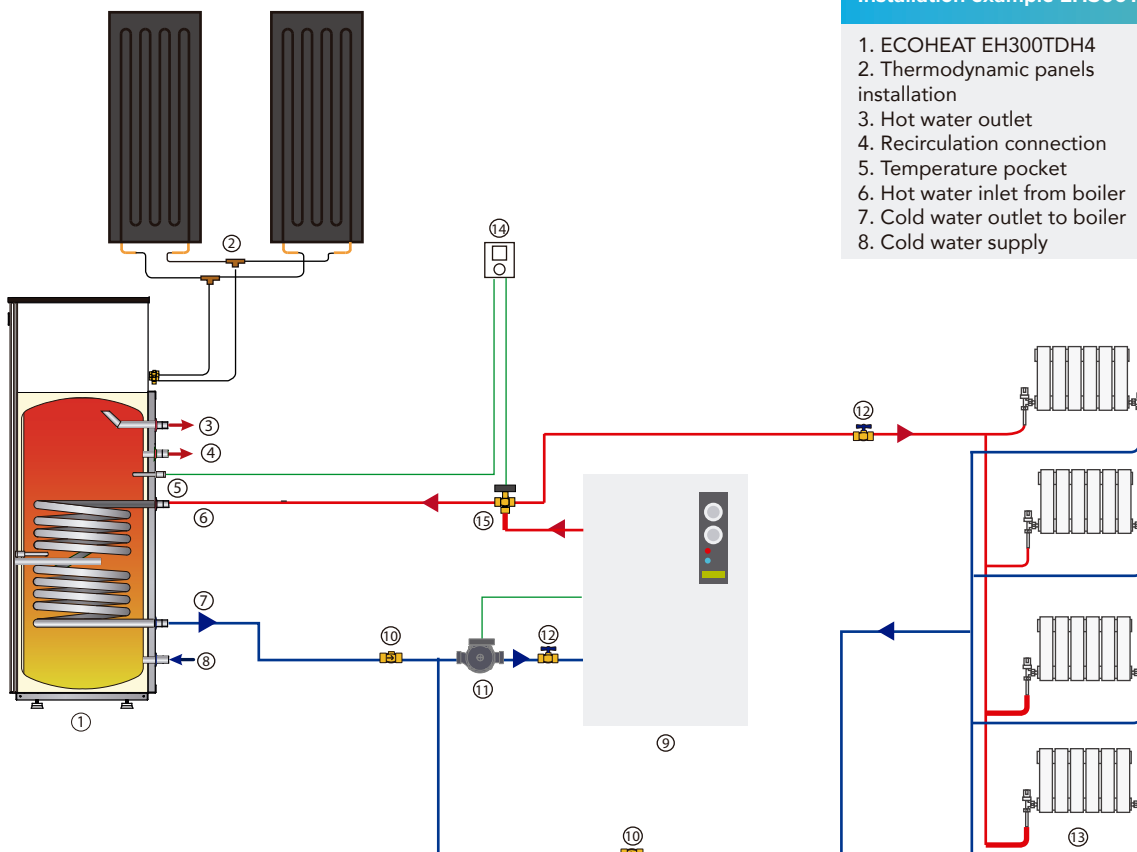 1. ECOHEAT EH300TDH4
2. Thermodynamic panels
installation
3. Hot water outlet
4. Recirculation connection
5. Temperature pocket
6. Hot water inlet from boiler
7. Cold water outlet to boiler
8. Cold water supply
2
14
3
12
4
5
6
15
7
10
12
8
11
1
9
10
13